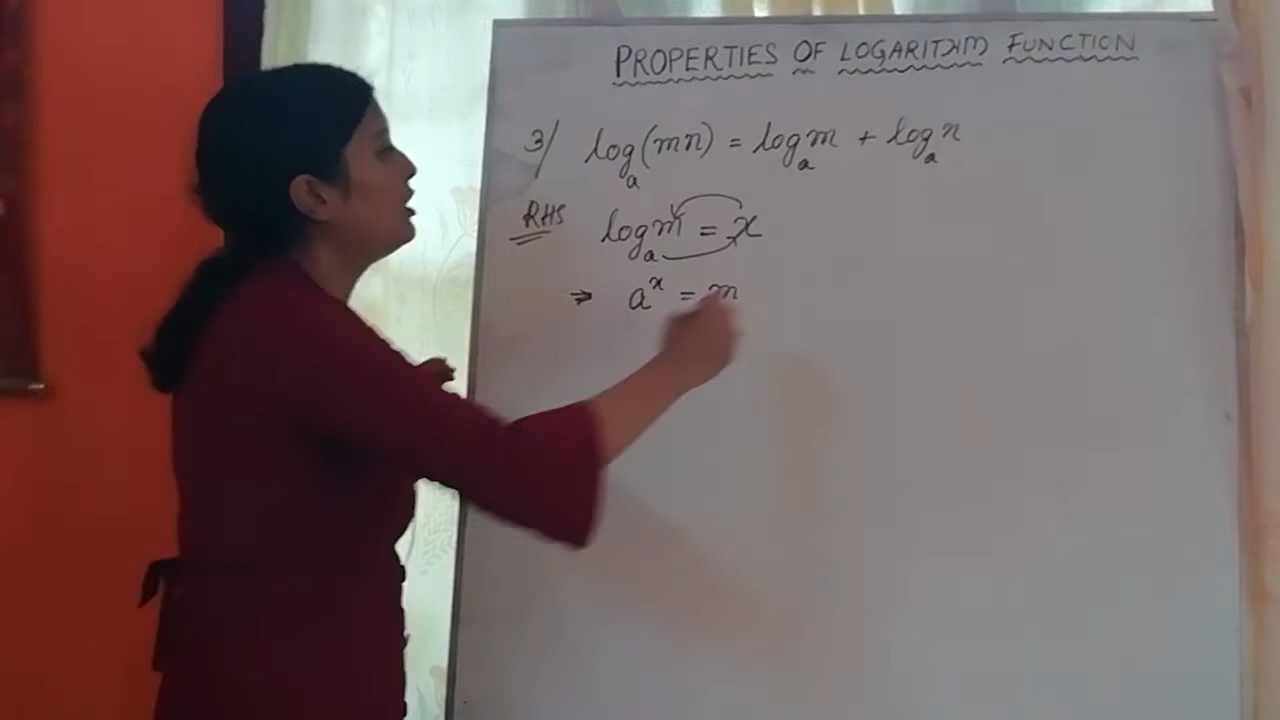 PROPERTIES OF LOGARITHM FUNCTION
3/ logₐ(mn) = logₐm + logₐn
RHS logₐm = x
⇒ aˣ = m